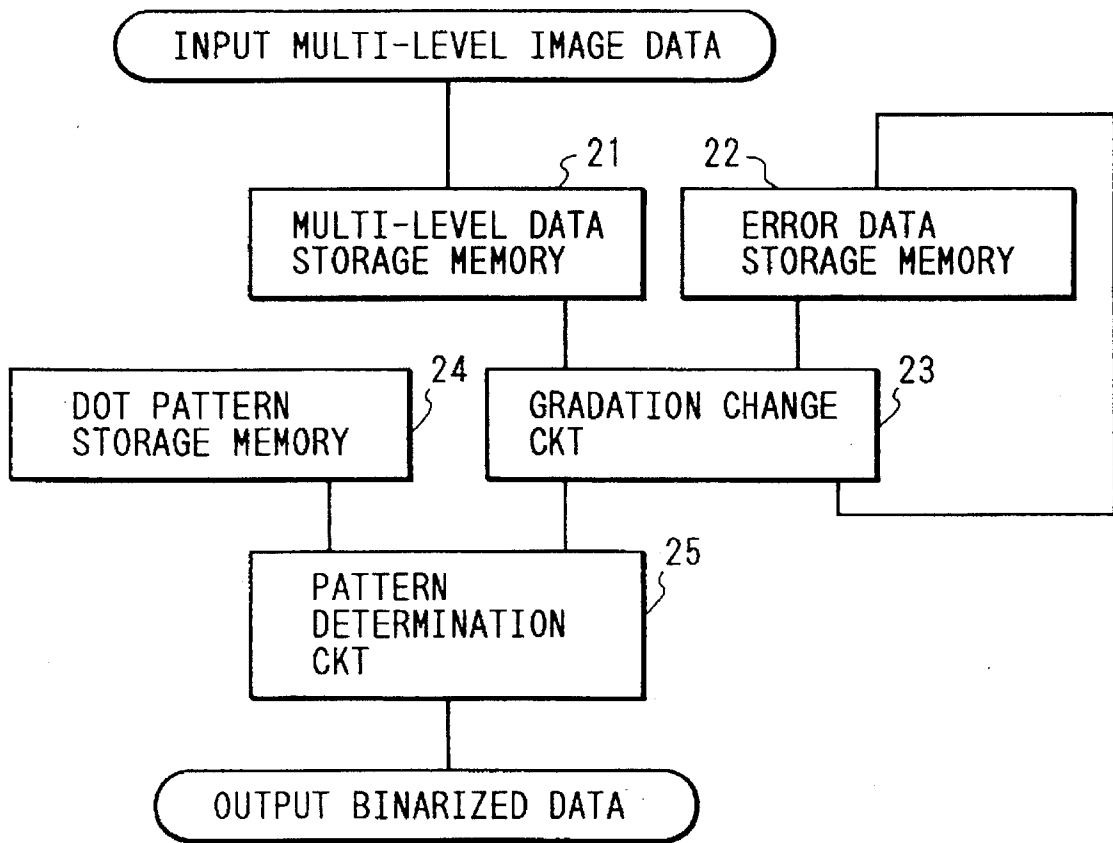 INPUT MULTI-LEVEL IMAGE DATA
21
MULTI-LEVEL DATA
STORAGE MEMORY
22
ERROR DATA
STORAGE MEMORY
24
DOT PATTERN
STORAGE MEMORY
23
GRADATION CHANGE
CKT
25
PATTERN
DETERMINATION
CKT
OUTPUT BINARIZED DATA